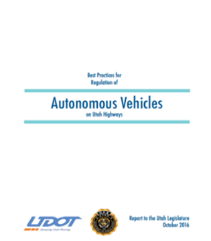 Best Practices for
Regulation of
Autonomous Vehicles
on Utah Highways
UDOT
Report to the Utah Legislature
October 2016